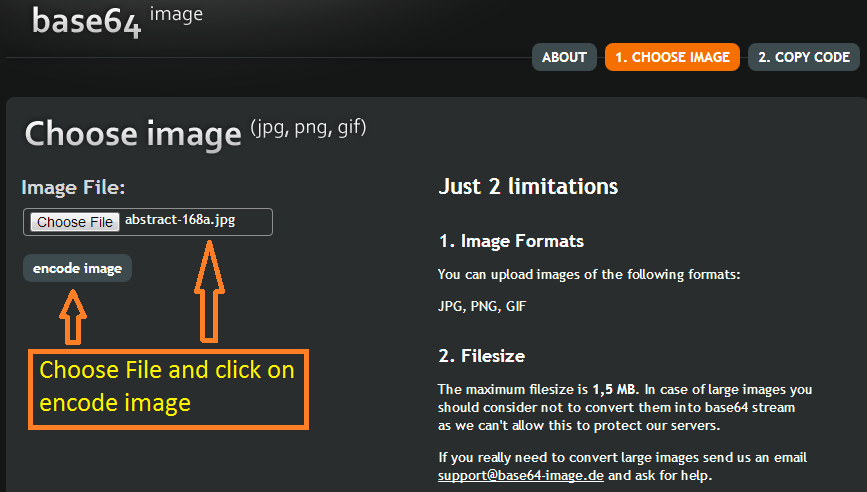 base64 image
ABOUT
1. CHOOSE IMAGE
2. COPY CODE
Choose image (jpg, png, gif)
Image File:
Choose File abstract-168a.jpg
encode image
Choose File and click on
encode image
Just 2 limitations
1. Image Formats
You can upload images of the following formats:
JPG, PNG, GIF
2. Filesize
The maximum filesize is 1,5 MB. In case of large images you
should consider not to convert them into base64 stream
as we can't allow this to protect our servers.
If you really need to convert large images send us an email
support@base64-image.de and ask for help.